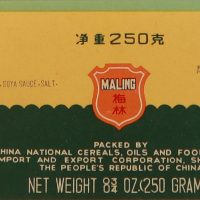 净重250克
SOYA SAUCE • SALT •
MALING
梅
林
PACKED BY
CHINA NATIONAL CEREALS, OILS AND FOO
IMPORT AND EXPORT CORPORATION, SH
THE PEOPLE'S REPUBLIC OF CHINA
NET WEIGHT 8¾ OZ.(250 GRAM